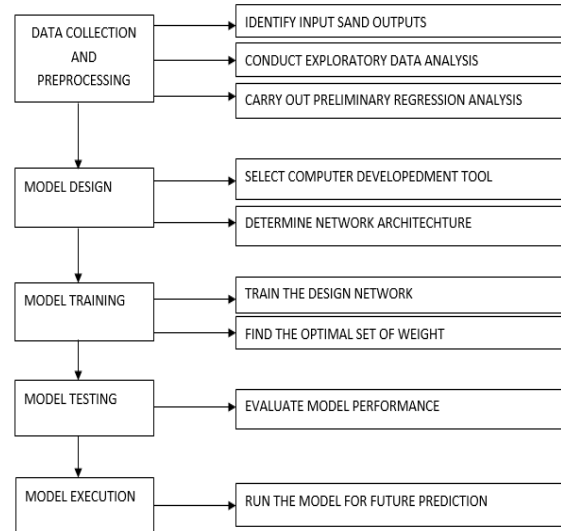 DATA COLLECTION
AND
PREPROCESSING
IDENTIFY INPUT SAND OUTPUTS
CONDUCT EXPLORATORY DATA ANALYSIS
CARRY OUT PRELIMINARY REGRESSION ANALYSIS
MODEL DESIGN
SELECT COMPUTER DEVELOPEDMENT TOOL
DETERMINE NETWORK ARCHITECHTURE
MODEL TRAINING
TRAIN THE DESIGN NETWORK
FIND THE OPTIMAL SET OF WEIGHT
MODEL TESTING
EVALUATE MODEL PERFORMANCE
MODEL EXECUTION
RUN THE MODEL FOR FUTURE PREDICTION